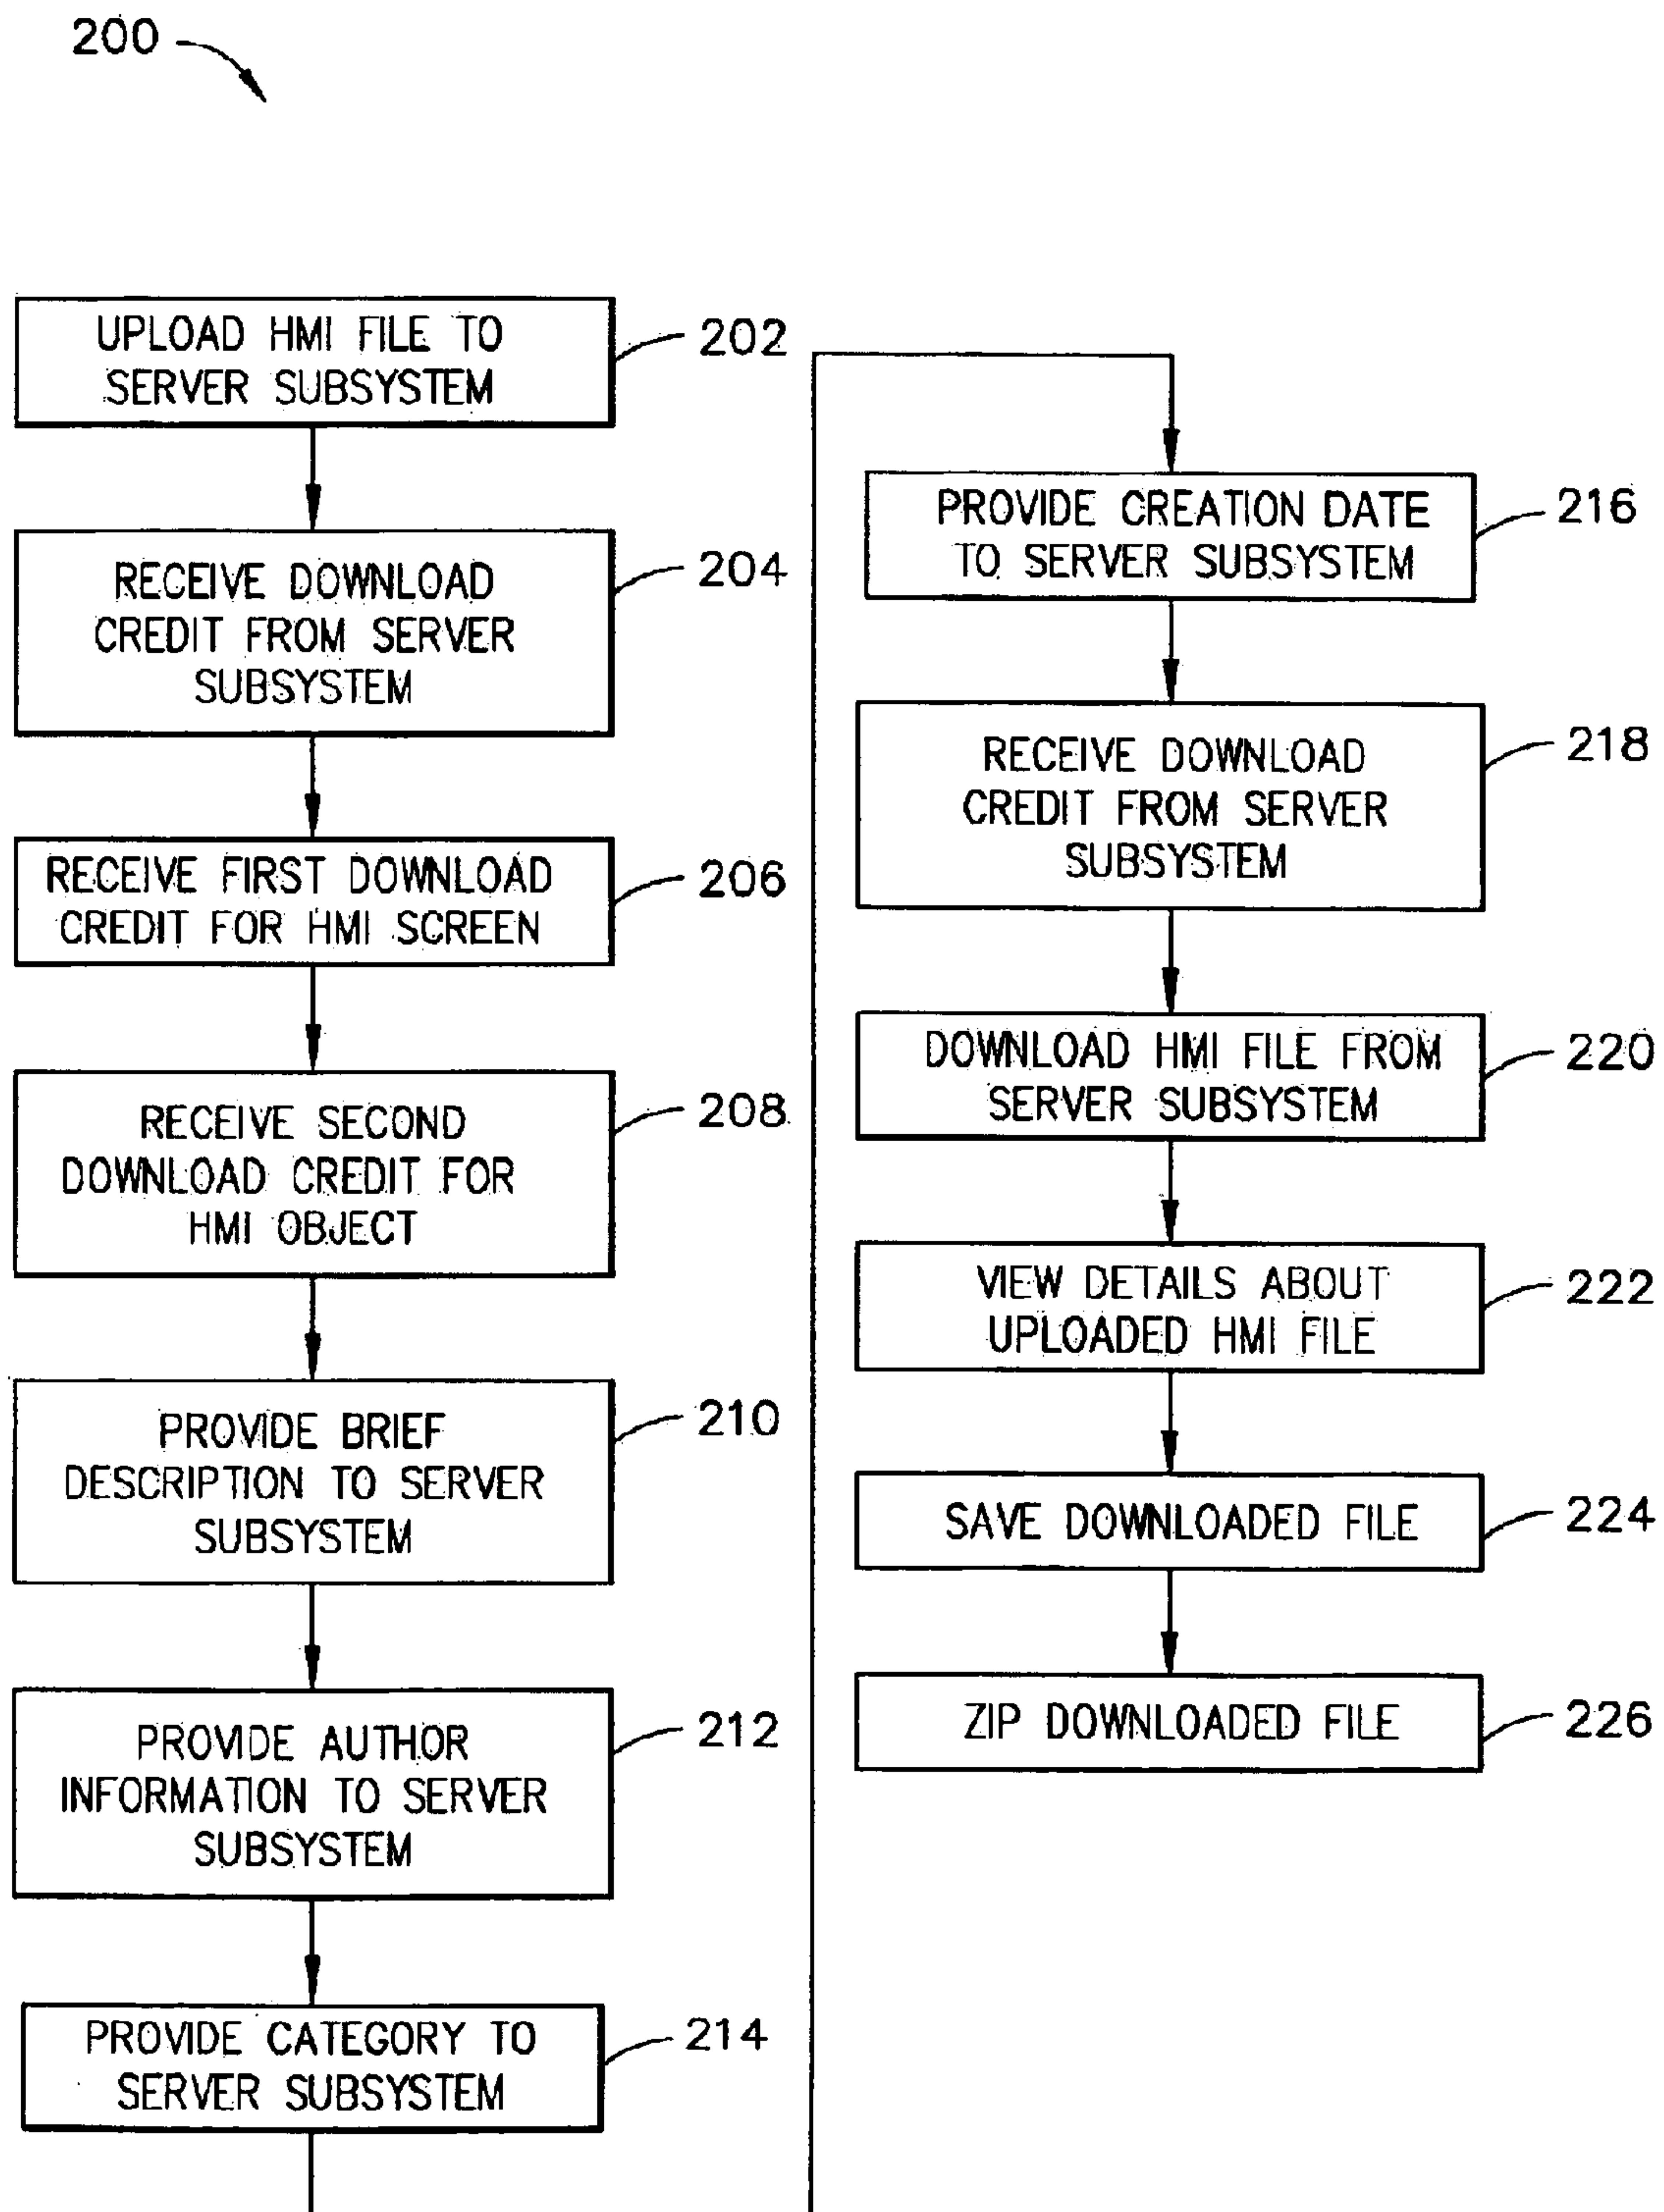 200
UPLOAD HMI FILE TO
SERVER SUBSYSTEM
202
RECEIVE DOWNLOAD
CREDIT FROM SERVER
SUBSYSTEM
204
RECEIVE FIRST DOWNLOAD
CREDIT FOR HMI SCREEN
206
RECEIVE SECOND
DOWNLOAD CREDIT FOR
HMI OBJECT
208
PROVIDE BRIEF
DESCRIPTION TO SERVER
SUBSYSTEM
210
PROVIDE AUTHOR
INFORMATION TO SERVER
SUBSYSTEM
212
PROVIDE CATEGORY TO
SERVER SUBSYSTEM
214
PROVIDE CREATION DATE
TO SERVER SUBSYSTEM
216
RECEIVE DOWNLOAD
CREDIT FROM SERVER
SUBSYSTEM
218
DOWNLOAD HMI FILE FROM
SERVER SUBSYSTEM
220
VIEW DETAILS ABOUT
UPLOADED HMI FILE
222
SAVE DOWNLOADED FILE
224
ZIP DOWNLOADED FILE
226